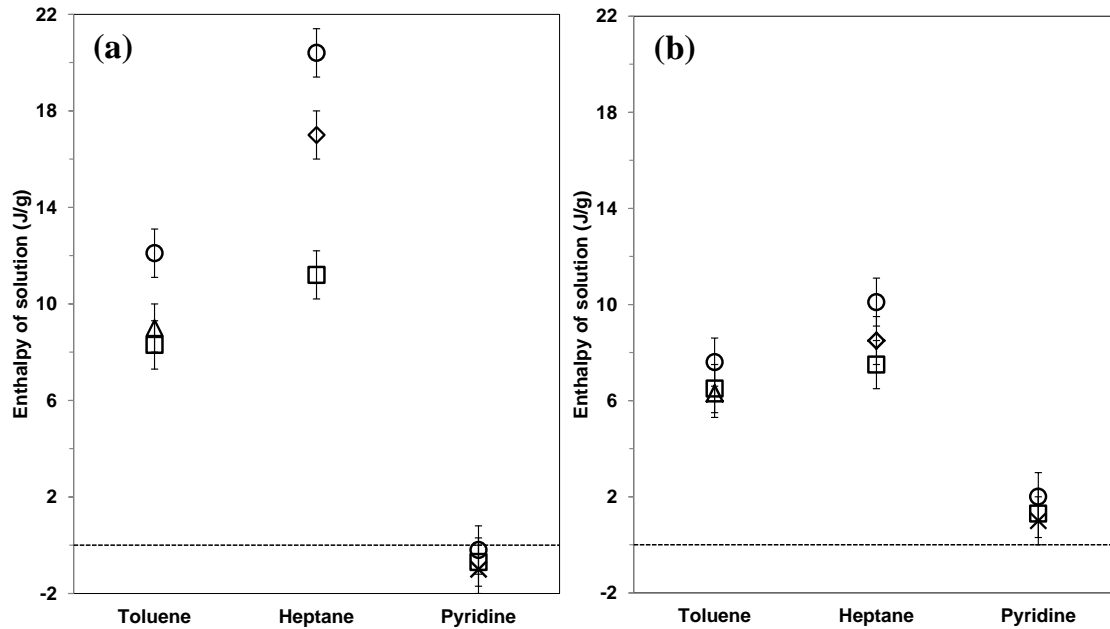 (a)
Enthalpy of solution (J/g)
22
18
14
10
6
2
-2
Toluene Heptane Pyridine
(b)
Enthalpy of solution (J/g)
22
18
14
10
6
2
-2
Toluene Heptane Pyridine